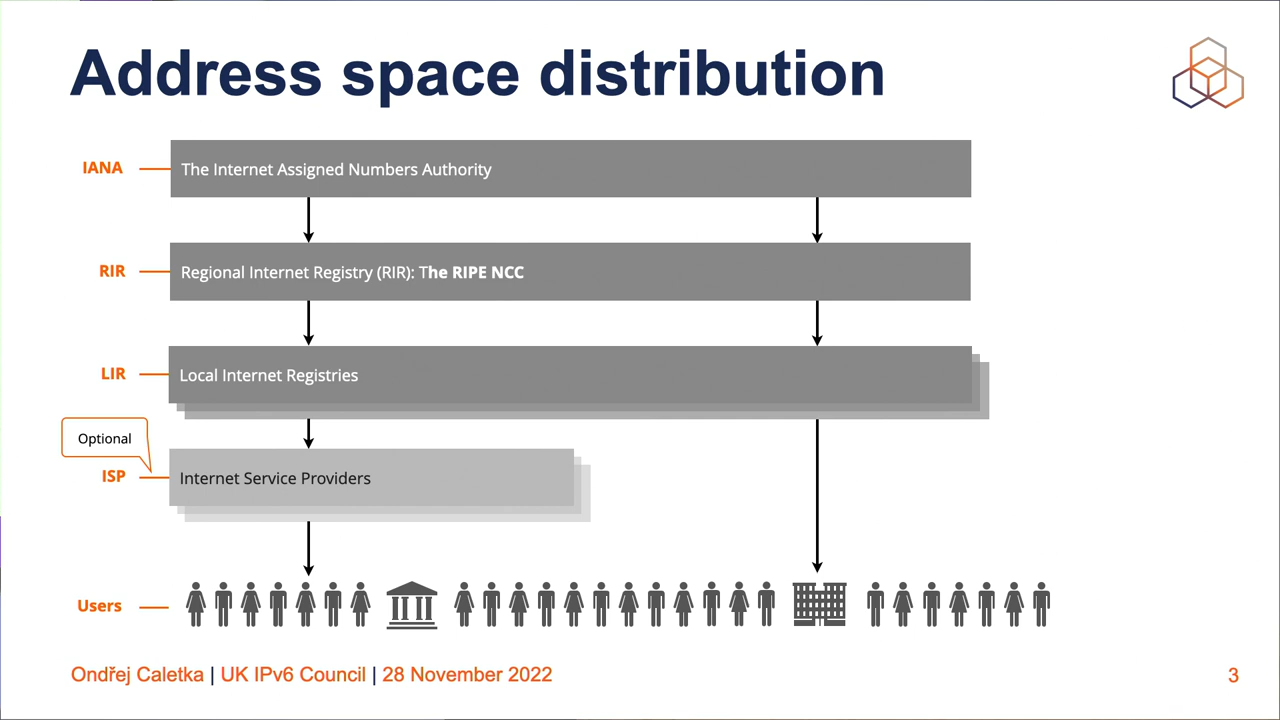 Address space distribution
IANA
The Internet Assigned Numbers Authority
RIR
Regional Internet Registry (RIR): The RIPE NCC
LIR
Local Internet Registries
Optional
ISP
Internet Service Providers
Users
Ondřej Caletka | UK IPv6 Council | 28 November 2022
3